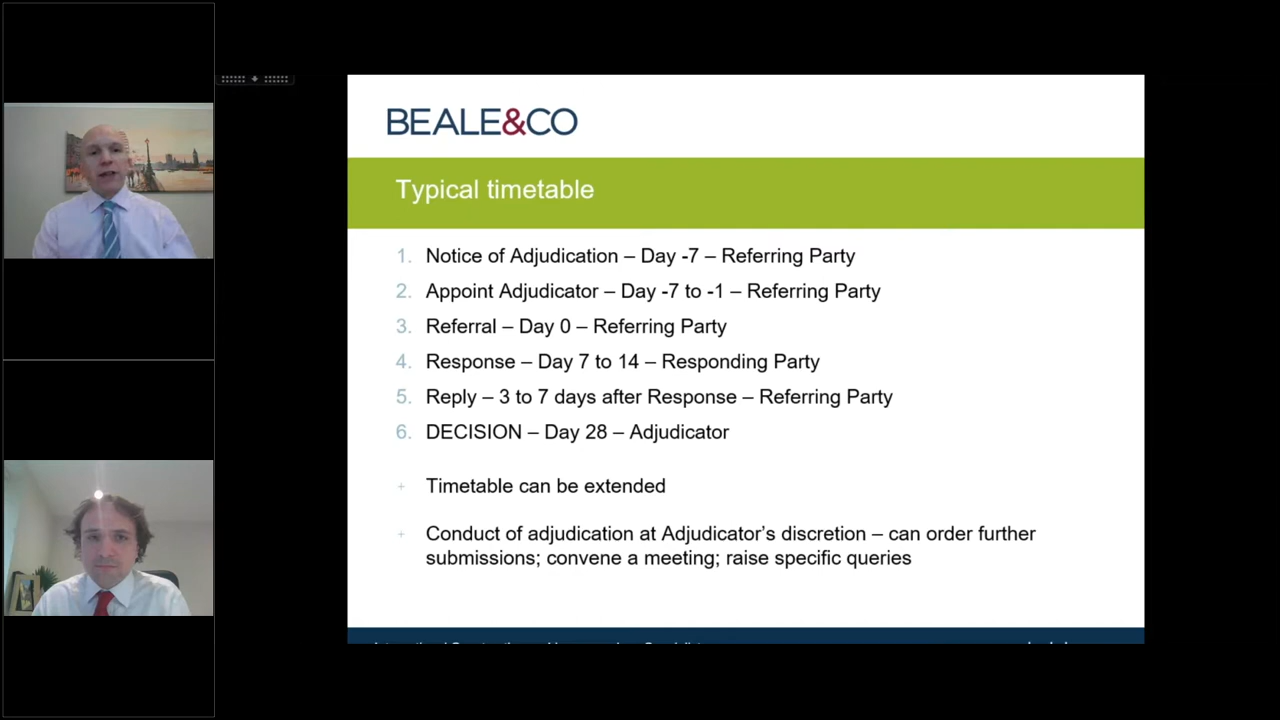 BEALE&CO
Typical timetable
1. Notice of Adjudication – Day -7 – Referring Party
2. Appoint Adjudicator – Day -7 to -1 – Referring Party
3. Referral – Day 0 – Referring Party
4. Response – Day 7 to 14 – Responding Party
5. Reply – 3 to 7 days after Response – Referring Party
6. DECISION – Day 28 – Adjudicator
+ Timetable can be extended
+ Conduct of adjudication at Adjudicator's discretion – can order further
submissions; convene a meeting; raise specific queries